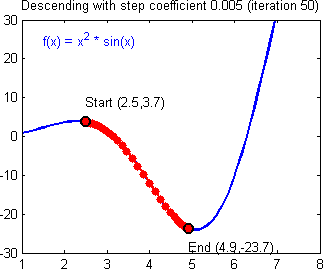 Descending with step coefficient 0.005 (iteration 50)
30
f(x) = x² * sin(x)
20
10
Start (2.5,3.7)
0
-10
-20
End (4.9,-23.7)
-30
1 2 3 4 5 6 7 8